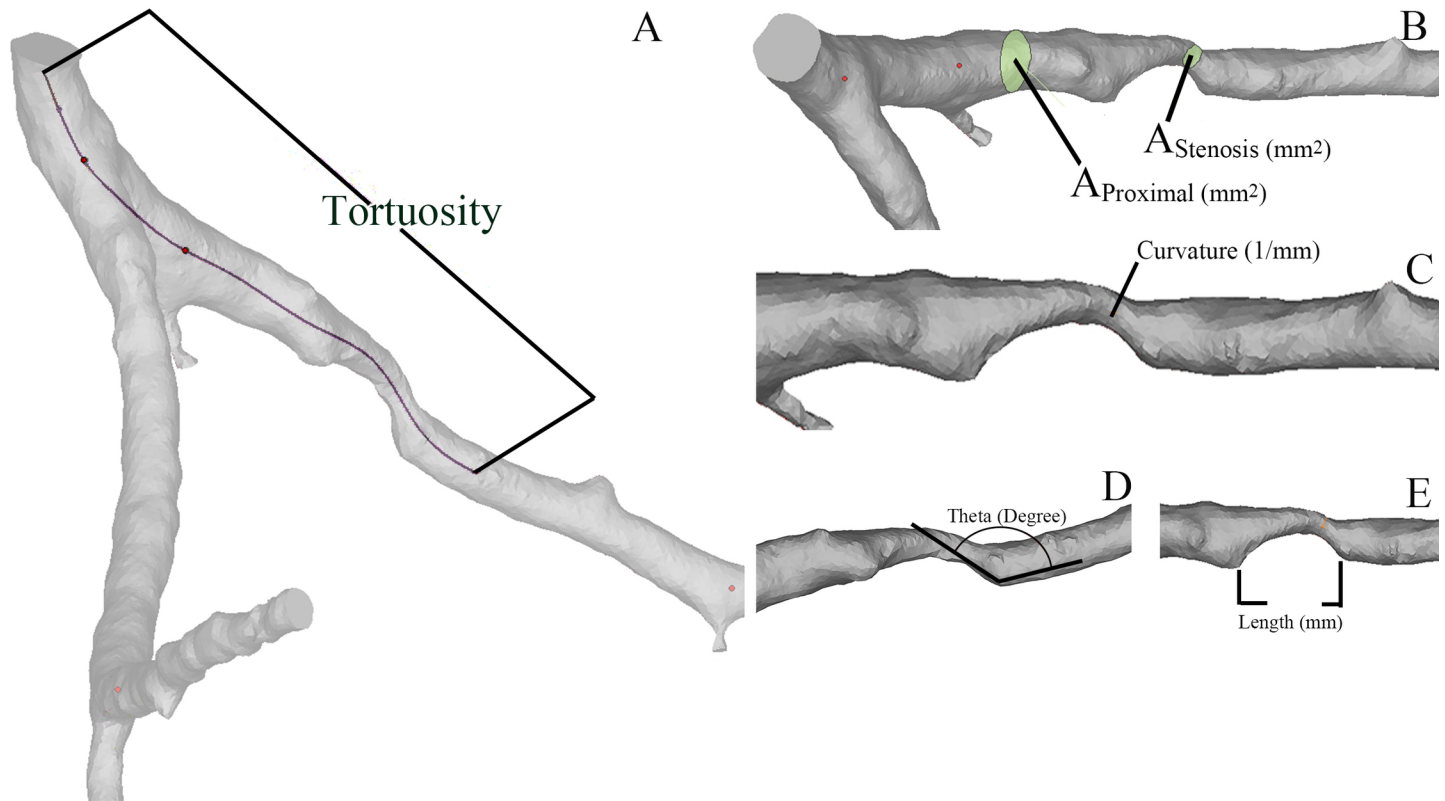 A
Tortuosity
B
AStenosis (mm2)
AProximal (mm2)
C
Curvature (1/mm)
D
Theta (Degree)
E
Length (mm)